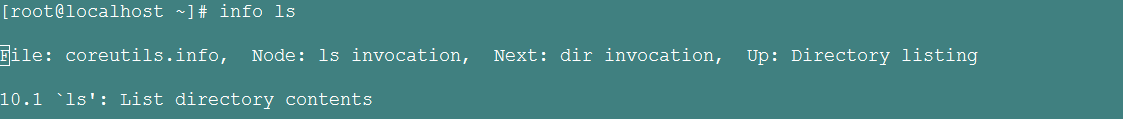 [root@localhost ~]# info ls
File: coreutils.info,  Node: ls invocation,  Next: dir invocation,  Up: Directory listing
10.1 `ls': List directory contents